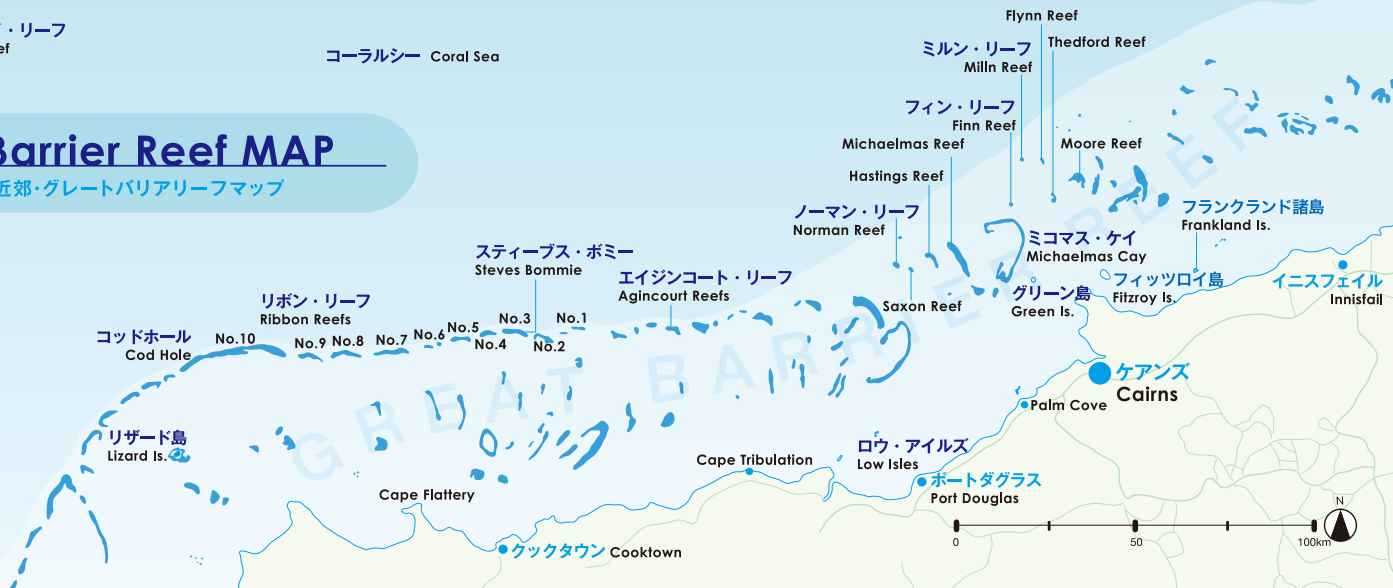 ・リーフ
ef
コーラルシー Coral Sea
Barrier Reef MAP
近郊・グレートバリアリーフマップ
Flynn Reef
Thedford Reef
ミルン・リーフ
Milln Reef
フィン・リーフ
Finn Reef
Michaelmas Reef
Moore Reef
Hastings Reef
ノーマン・リーフ
Norman Reef
フランクランド諸島
Frankland Is.
ミコマス・ケイ
Michaelmas Cay
フィッツロイ島
Fitzroy Is.
イニスフェイル
Innisfail
グリーン島
Green Is.
Saxon Reef
スティーブス・ボミー
Steves Bommie
エイジンコート・リーフ
Agincourt Reefs
リボン・リーフ
Ribbon Reefs
コッドホール
Cod Hole
No.10
No.9
No.8
No.7
No.6
No.5
No.4
No.3
No.2
No.1
GREAT BARRIER REEF
リザード島
Lizard Is.
ケアンズ
Cairns
Palm Cove
ロウ・アイルズ
Low Isles
ポートダグラス
Port Douglas
Cape Tribulation
Cape Flattery
クックタウン Cooktown
N
0
50
100km